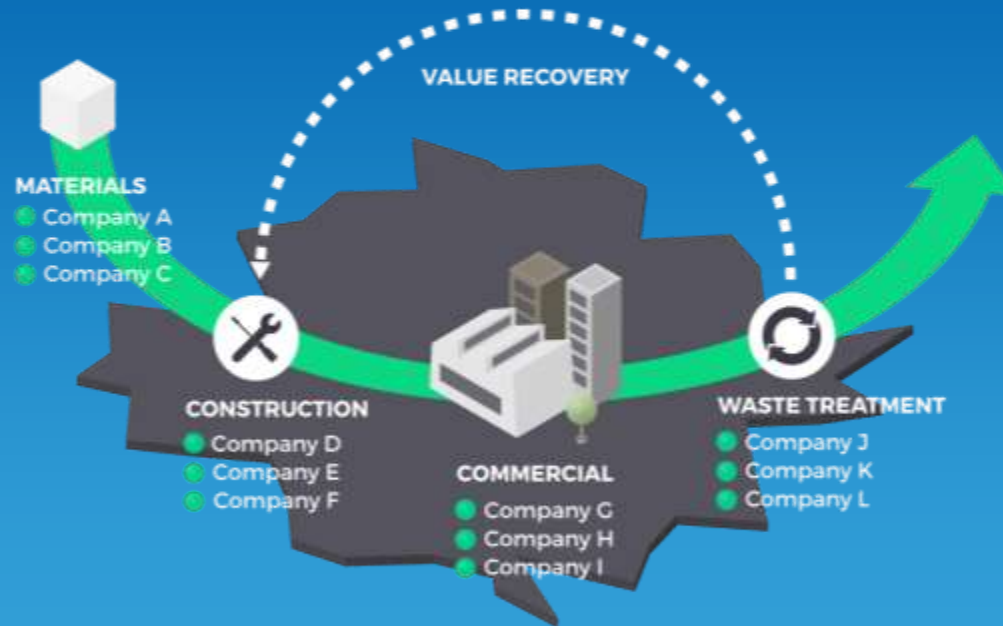 VALUE RECOVERY
MATERIALS
Company A
Company B
Company C
CONSTRUCTION
Company D
Company E
Company F
COMMERCIAL
Company G
Company H
Company I
WASTE TREATMENT
Company J
Company K
Company L